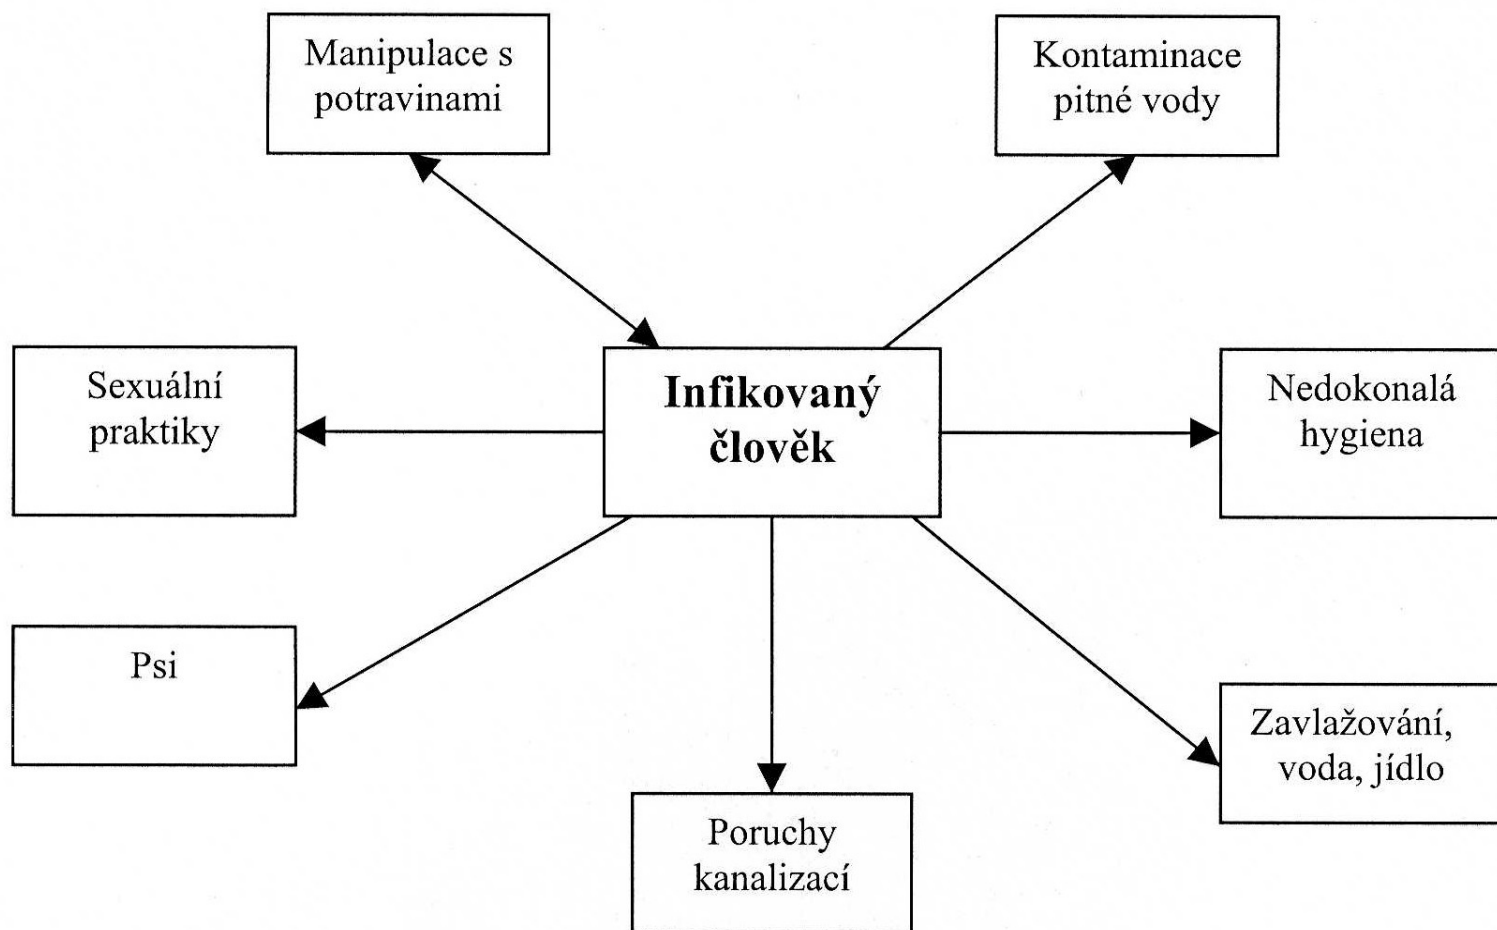 Manipulace s
potravinami
Kontaminace
pitné vody
Sexuální
praktiky
Infikovaný
člověk
Nedokonalá
hygiena
Psi
Zavlažování,
voda, jídlo
Poruchy
kanalizací